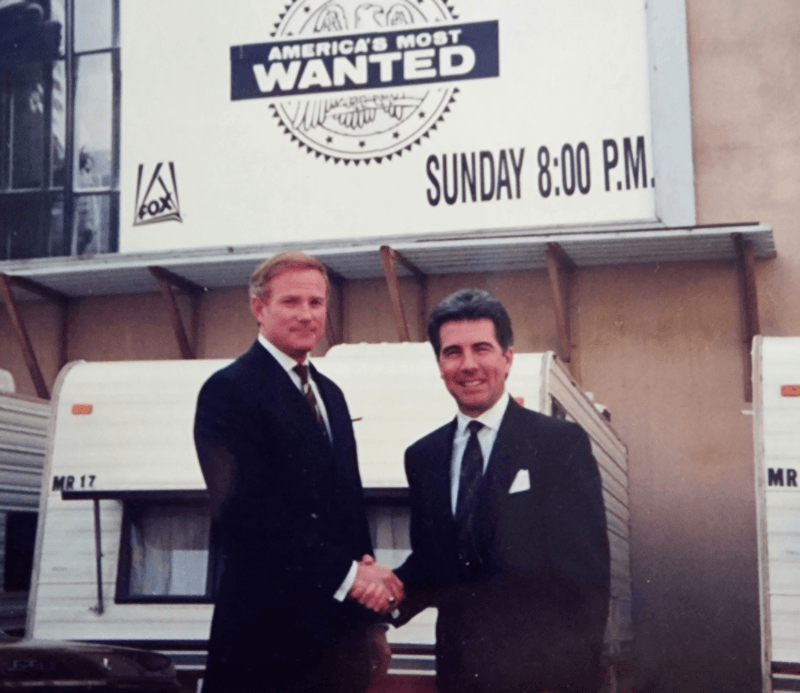 AMERICA'S MOST
WANTED
SUNDAY 8:00 P.M.
FOX
MR 17
MR